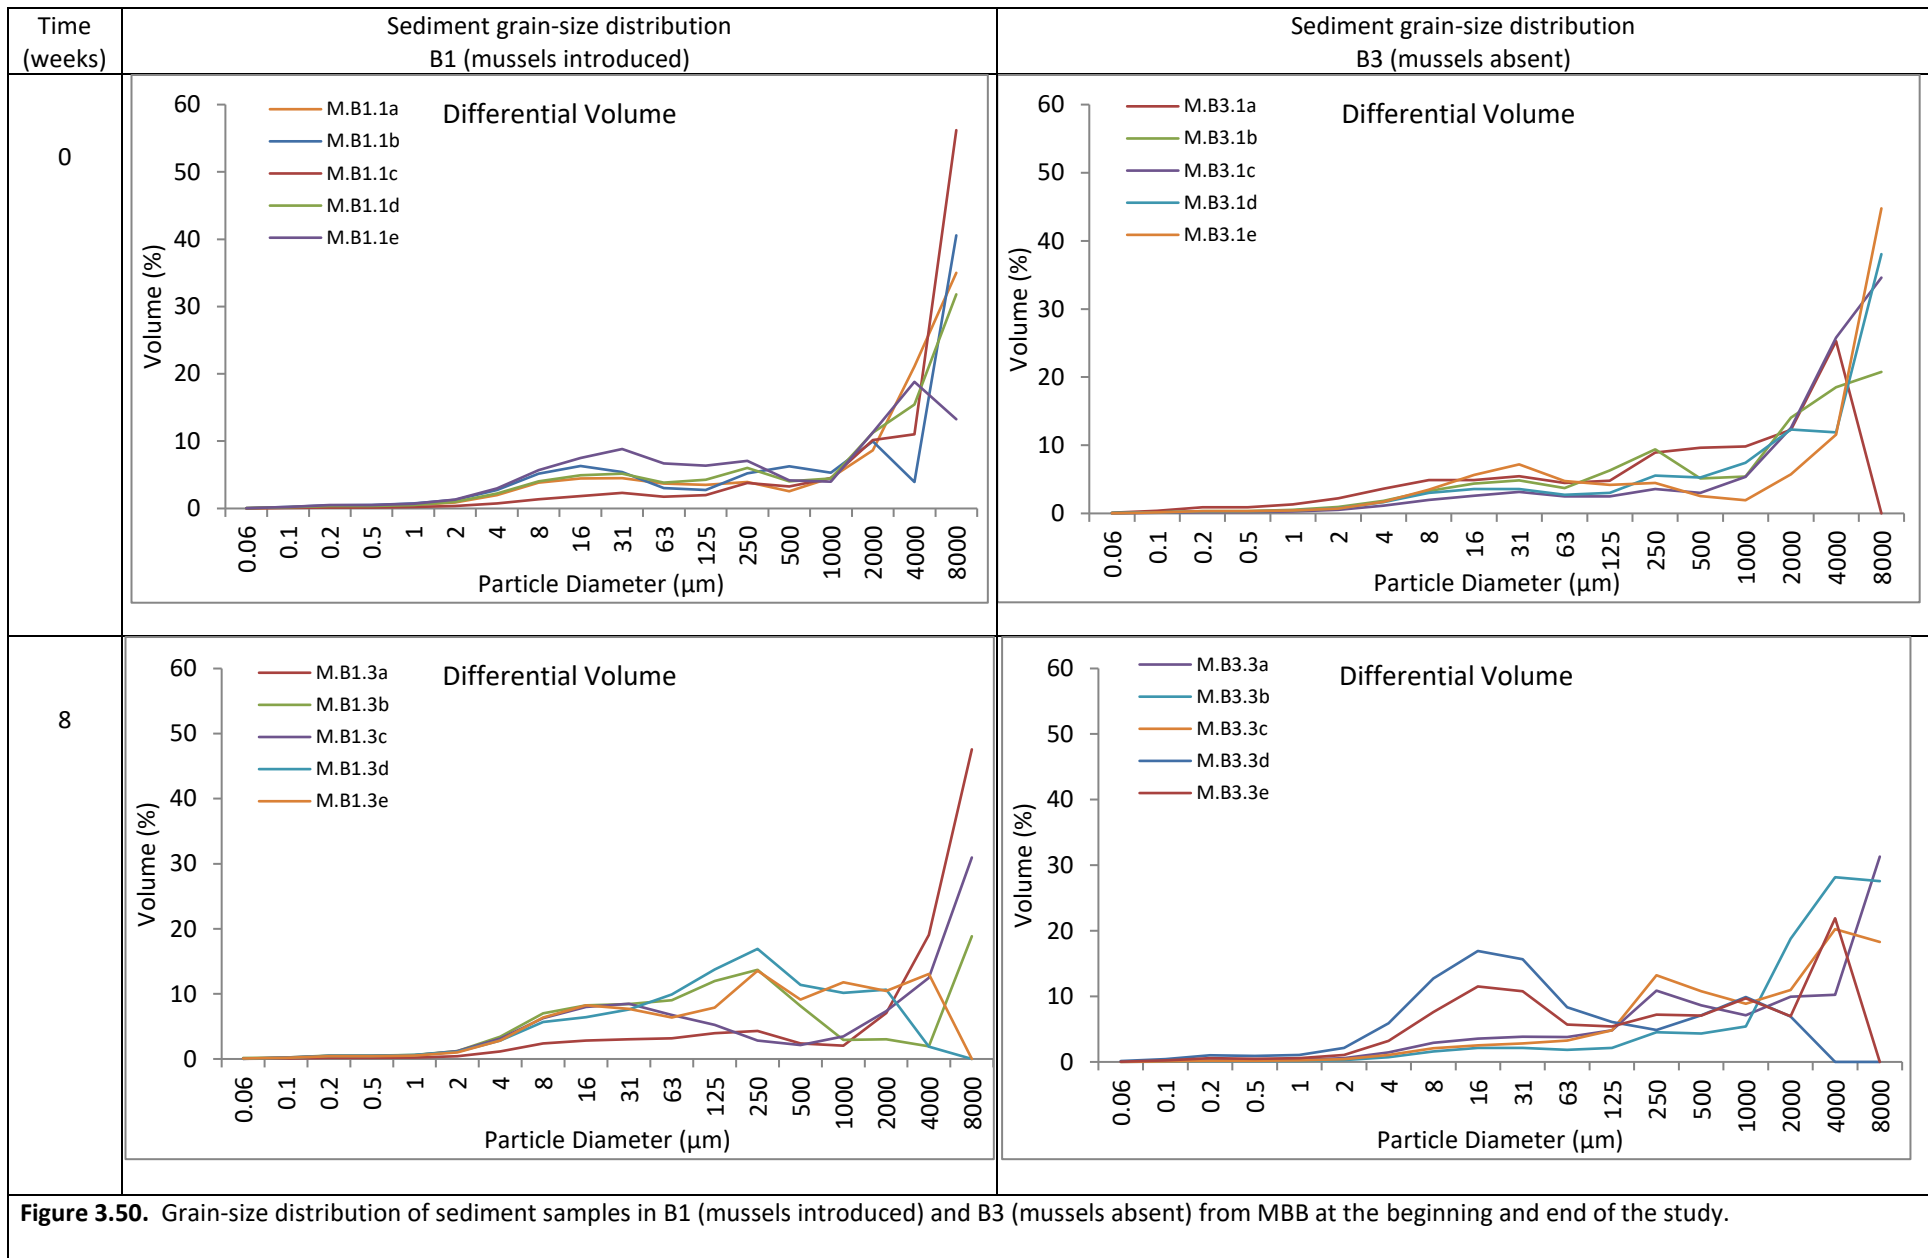 Time
(weeks)
Sediment grain-size distribution
B1 (mussels introduced)
Sediment grain-size distribution
B3 (mussels absent)
0
Differential Volume
M.B1.1a
M.B1.1b
M.B1.1c
M.B1.1d
M.B1.1e
60
50
40
30
20
10
0
Volume (%)
0.06 0.1 0.2 0.5 1 2 4 8 16 31 63 125 250 500 1000 2000 4000 8000
Particle Diameter (µm)
Differential Volume
M.B3.1a
M.B3.1b
M.B3.1c
M.B3.1d
M.B3.1e
60
50
40
30
20
10
0
Volume (%)
0.06 0.1 0.2 0.5 1 2 4 8 16 31 63 125 250 500 1000 2000 4000 8000
Particle Diameter (µm)
8
Differential Volume
M.B1.3a
M.B1.3b
M.B1.3c
M.B1.3d
M.B1.3e
60
50
40
30
20
10
0
Volume (%)
0.06 0.1 0.2 0.5 1 2 4 8 16 31 63 125 250 500 1000 2000 4000 8000
Particle Diameter (µm)
Differential Volume
M.B3.3a
M.B3.3b
M.B3.3c
M.B3.3d
M.B3.3e
60
50
40
30
20
10
0
Volume (%)
0.06 0.1 0.2 0.5 1 2 4 8 16 31 63 125 250 500 1000 2000 4000 8000
Particle Diameter (µm)
Figure 3.50. Grain-size distribution of sediment samples in B1 (mussels introduced) and B3 (mussels absent) from MBB at the beginning and end of the study.